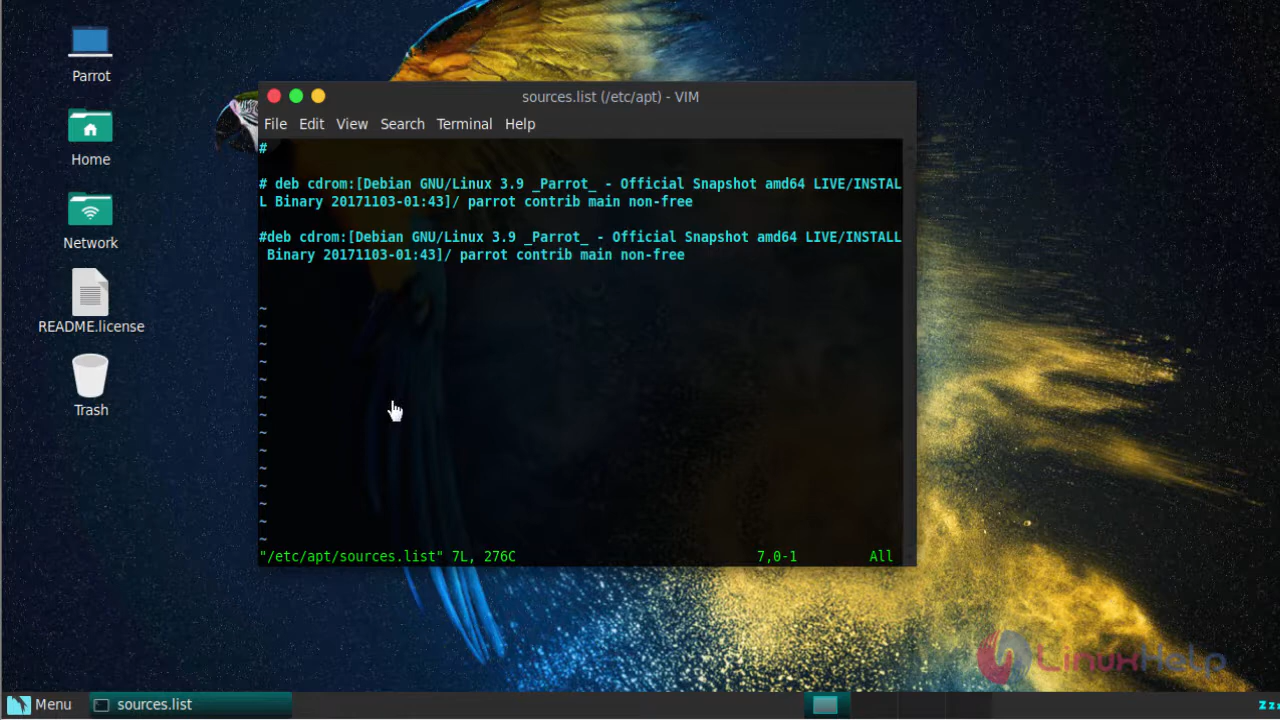 Parrot
Home
Network
README.license
Trash
sources.list (/etc/apt) - VIM
File Edit View Search Terminal Help
#
# deb cdrom:[Debian GNU/Linux 3.9 _Parrot_ - Official Snapshot amd64 LIVE/INSTAL
L Binary 20171103-01:43]/ parrot contrib main non-free
#deb cdrom:[Debian GNU/Linux 3.9 _Parrot_ - Official Snapshot amd64 LIVE/INSTALL
Binary 20171103-01:43]/ parrot contrib main non-free
~
~
~
~
~
~
~
~
~
~
~
~
~
~
"/etc/apt/sources.list" 7L, 276C 7,0-1 All
LinuxHelp
Menu sources.list